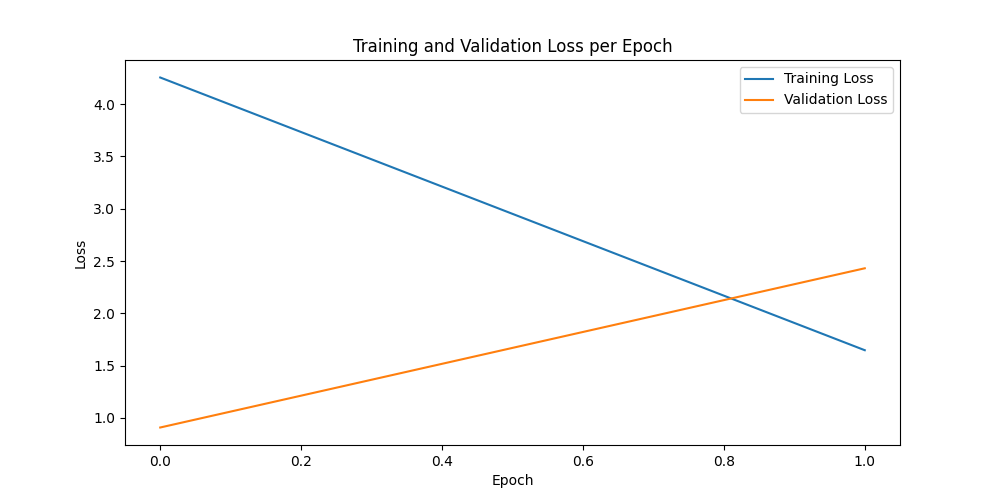 Training and Validation Loss per Epoch
Training Loss
Validation Loss
4.0
3.5
3.0
2.5
2.0
1.5
1.0
Loss
0.0 0.2 0.4 0.6 0.8 1.0
Epoch